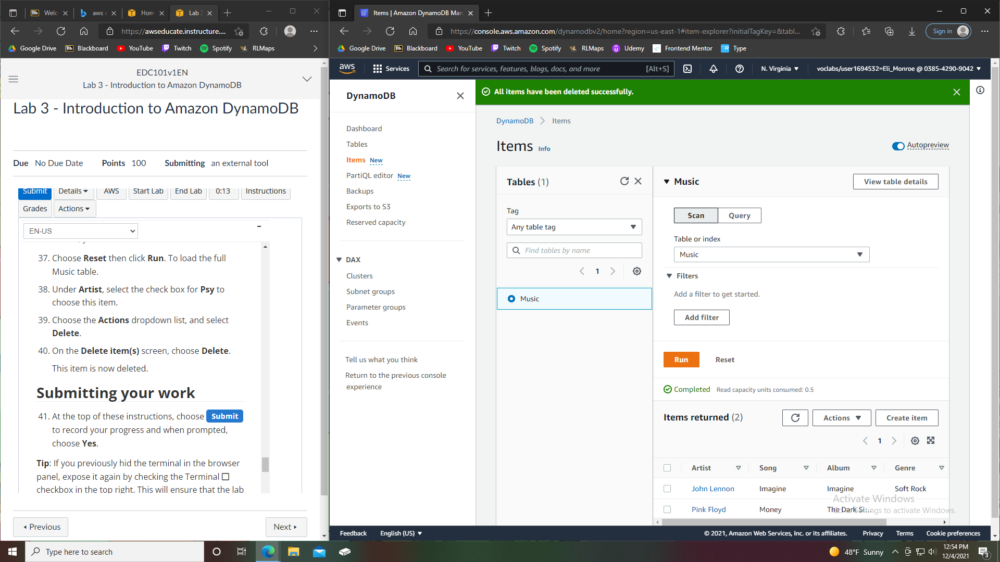 Welc
aws e
Hom
Lab 3
https://awseducate.instructure....
Google Drive
Blackboard
YouTube
Twitch
Spotify
RLMaps
EDC101v1EN
Lab 3 - Introduction to Amazon DynamoDB
Lab 3 - Introduction to Amazon DynamoDB
Due No Due Date Points 100 Submitting an external tool
Submit Details AWS Start Lab End Lab 0:13 Instructions
Grades Actions
EN-US
37. Choose Reset then click Run. To load the full
Music table.
38. Under Artist, select the check box for Psy to
choose this item.
39. Choose the Actions dropdown list, and select
Delete.
40. On the Delete item(s) screen, choose Delete.
This item is now deleted.
Submitting your work
41. At the top of these instructions, choose Submit
to record your progress and when prompted,
choose Yes.
Tip: If you previously hid the terminal in the browser
panel, expose it again by checking the Terminal
checkbox in the top right. This will ensure that the lab
Previous
Next
Items | Amazon DynamoDB Man
https://console.aws.amazon.com/dynamodbv2/home?region=us-east-1#item-explorer?initialTagKey=&tabl...
Sign in
Google Drive
Bb Blackboard
YouTube
Twitch
Spotify
RLMaps
Udemy
Frontend Mentor
Type
aws
Services
Search for services, features, blogs, docs, and more [Alt+S]
N. Virginia
voclabs/user1694532=Eli_Monroe @ 0385-4290-9042
DynamoDB
Dashboard
Tables
Items New
PartiQL editor New
Backups
Exports to S3
Reserved capacity
DAX
Clusters
Subnet groups
Parameter groups
Events
Tell us what you think
Return to the previous console
experience
All items have been deleted successfully.
DynamoDB > Items
Items Info
Autopreview
Tables (1)
Tag
Any table tag
Find tables by name
1
Music
Music
View table details
Scan Query
Table or index
Music
Filters
Add a filter to get started.
Add filter
Run Reset
Completed Read capacity units consumed: 0.5
Items returned (2)
Actions
Create item
1
Artist Song Album Genre
John Lennon Imagine Imagine Soft Rock
Pink Floyd Money The Dark Si...
Activate Windows
Go to Settings to activate Windows.
Feedback English (US)
© 2021, Amazon Web Services, Inc. or its affiliates. Privacy Terms Cookie preferences
Type here to search
48°F Sunny
12:54 PM
12/4/2021
3